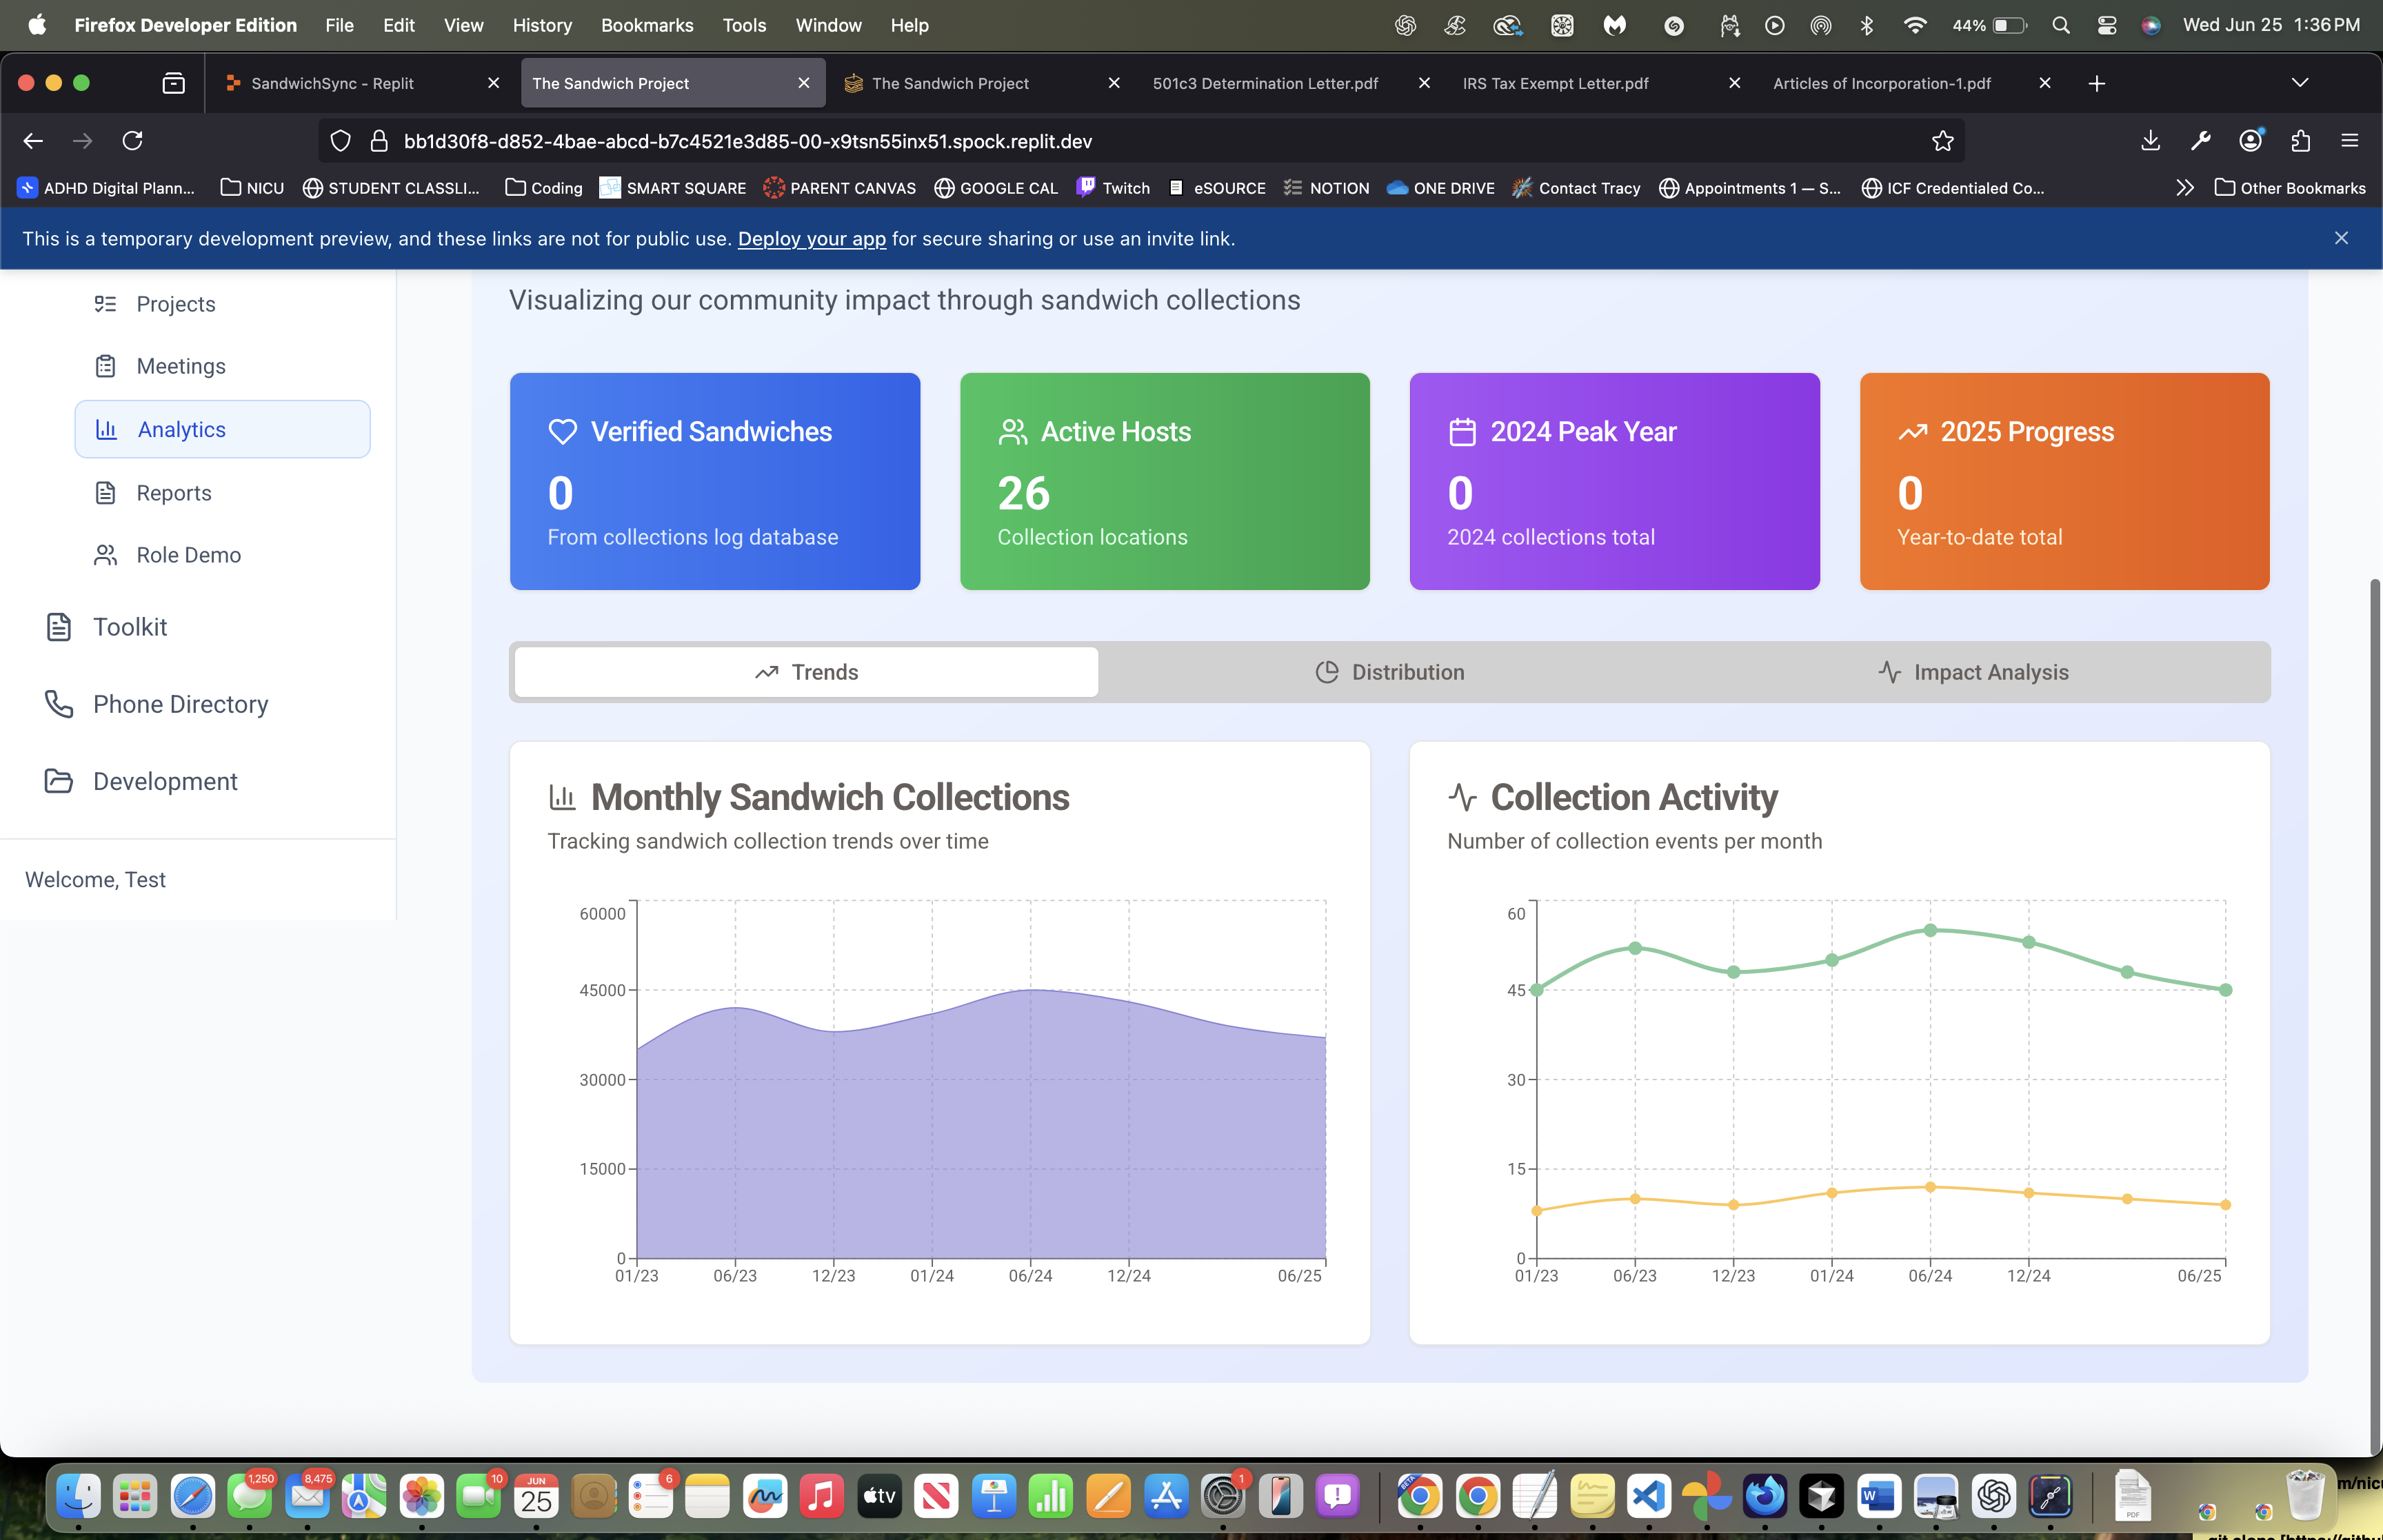 Firefox Developer Edition File Edit View History Bookmarks Tools Window Help 44% Wed Jun 25 1:36 PM
SandwichSync - Replit The Sandwich Project The Sandwich Project 501c3 Determination Letter.pdf IRS Tax Exempt Letter.pdf Articles of Incorporation-1.pdf
bb1d30f8-d852-4bae-abcd-b7c4521e3d85-00-x9tsn55inx51.spock.replit.dev
ADHD Digital Plann... NICU STUDENT CLASSLI... Coding SMART SQUARE PARENT CANVAS GOOGLE CAL Twitch eSOURCE NOTION ONE DRIVE Contact Tracy Appointments 1 — S... ICF Credentialed Co... Other Bookmarks
This is a temporary development preview, and these links are not for public use. Deploy your app for secure sharing or use an invite link.
Projects
Meetings
Analytics
Reports
Role Demo
Toolkit
Phone Directory
Development
Welcome, Test
Visualizing our community impact through sandwich collections
Verified Sandwiches
0
From collections log database
Active Hosts
26
Collection locations
2024 Peak Year
0
2024 collections total
2025 Progress
0
Year-to-date total
Trends Distribution Impact Analysis
Monthly Sandwich Collections
Tracking sandwich collection trends over time
60000
45000
30000
15000
0
01/23 06/23 12/23 01/24 06/24 12/24 06/25
Collection Activity
Number of collection events per month
60
45
30
15
0
01/23 06/23 12/23 01/24 06/24 12/24 06/25
1,250 8,475 10 JUN 25 6 tv 1 BETA W PDF